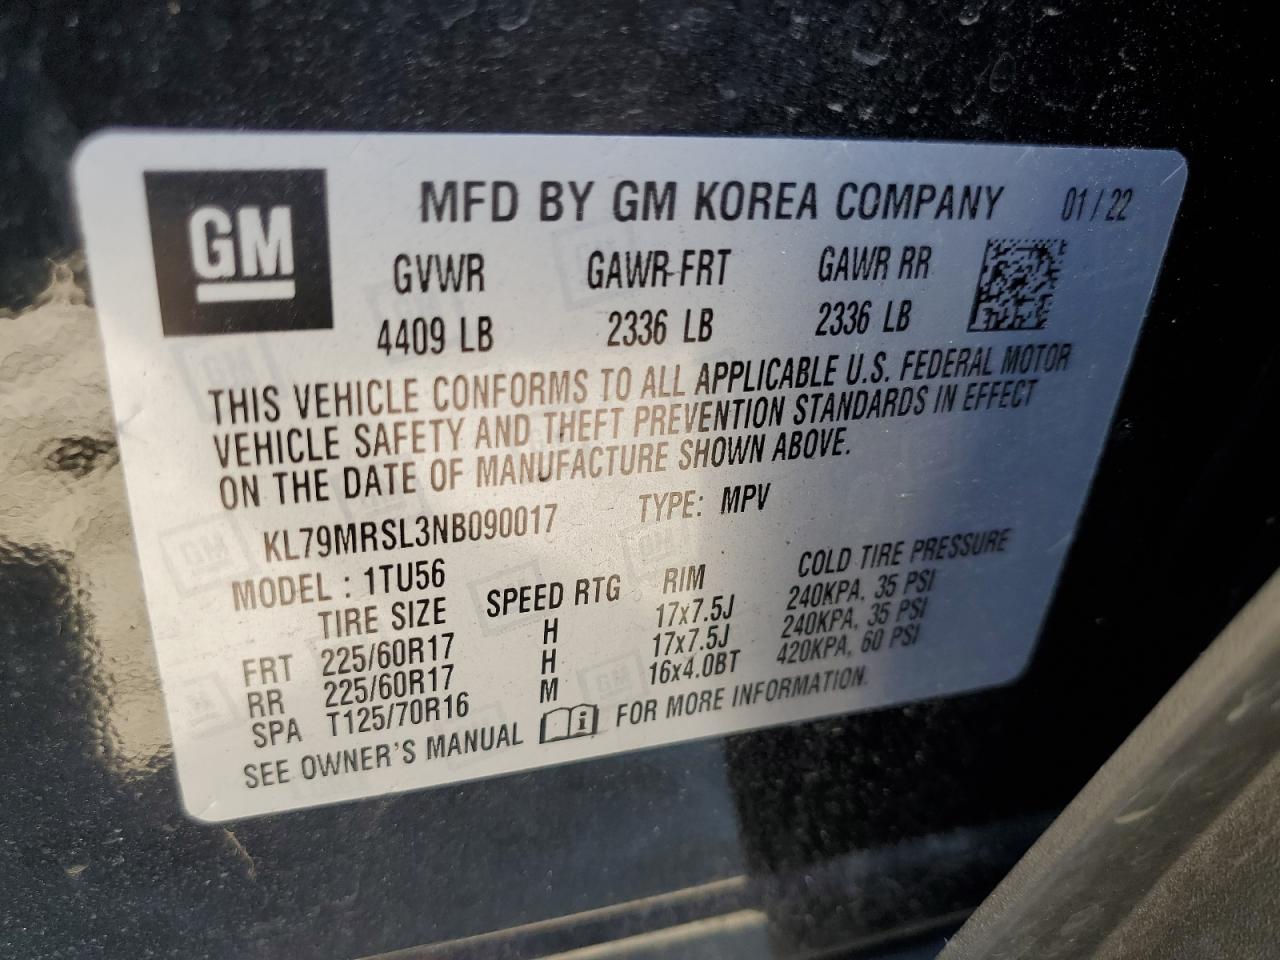 GM
MFD BY GM KOREA COMPANY 01/22
GVWR GAWR FRT GAWR RR
4409 LB 2336 LB 2336 LB
THIS VEHICLE CONFORMS TO ALL APPLICABLE U.S. FEDERAL MOTOR
VEHICLE SAFETY AND THEFT PREVENTION STANDARDS IN EFFECT
ON THE DATE OF MANUFACTURE SHOWN ABOVE.
KL79MRSL3NB090017 TYPE: MPV
MODEL : 1TU56
TIRE SIZE SPEED RTG RIM COLD TIRE PRESSURE
FRT 225/60R17 H 17x7.5J 240KPA, 35 PSI
RR 225/60R17 H 17x7.5J 240KPA, 35 PSI
SPA T125/70R16 M 16x4.0BT 420KPA, 60 PSI
SEE OWNER'S MANUAL i FOR MORE INFORMATION.